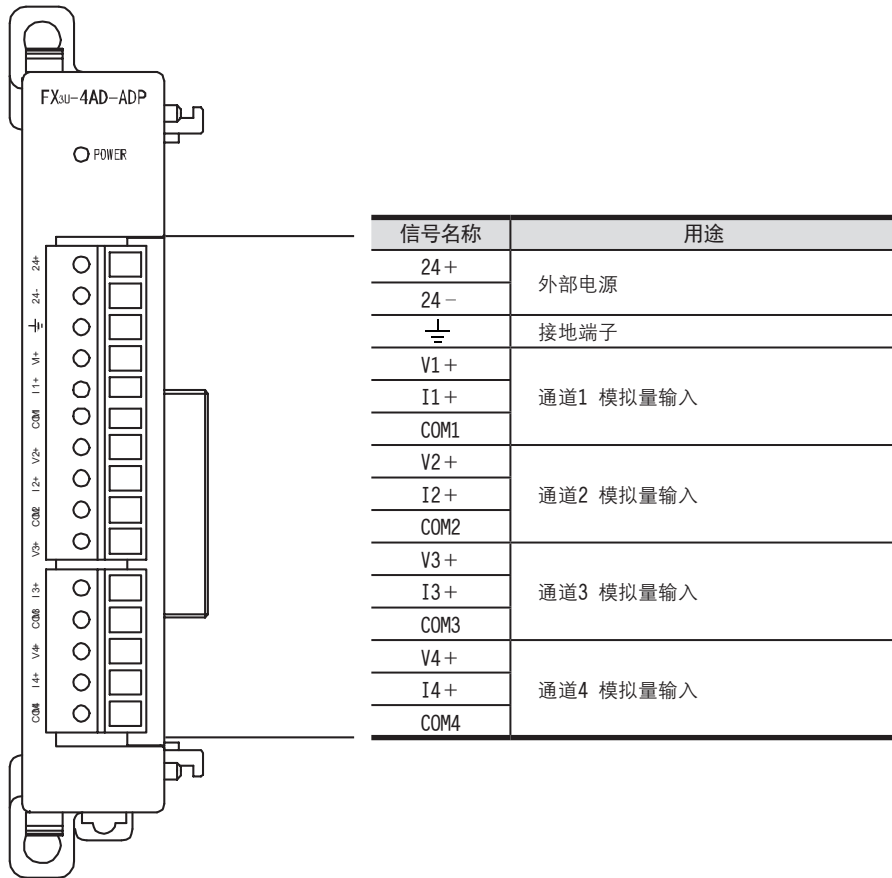 FX3U-4AD-ADP
POWER
24+
24-
V1+
I1+
COM1
V2+
I2+
COM2
V3+
I3+
COM3
V4+
I4+
COM4
信号名称 用途
24+ 外部电源
24-
接地端子
V1+
I1+ 通道1 模拟量输入
COM1
V2+
I2+ 通道2 模拟量输入
COM2
V3+
I3+ 通道3 模拟量输入
COM3
V4+
I4+ 通道4 模拟量输入
COM4